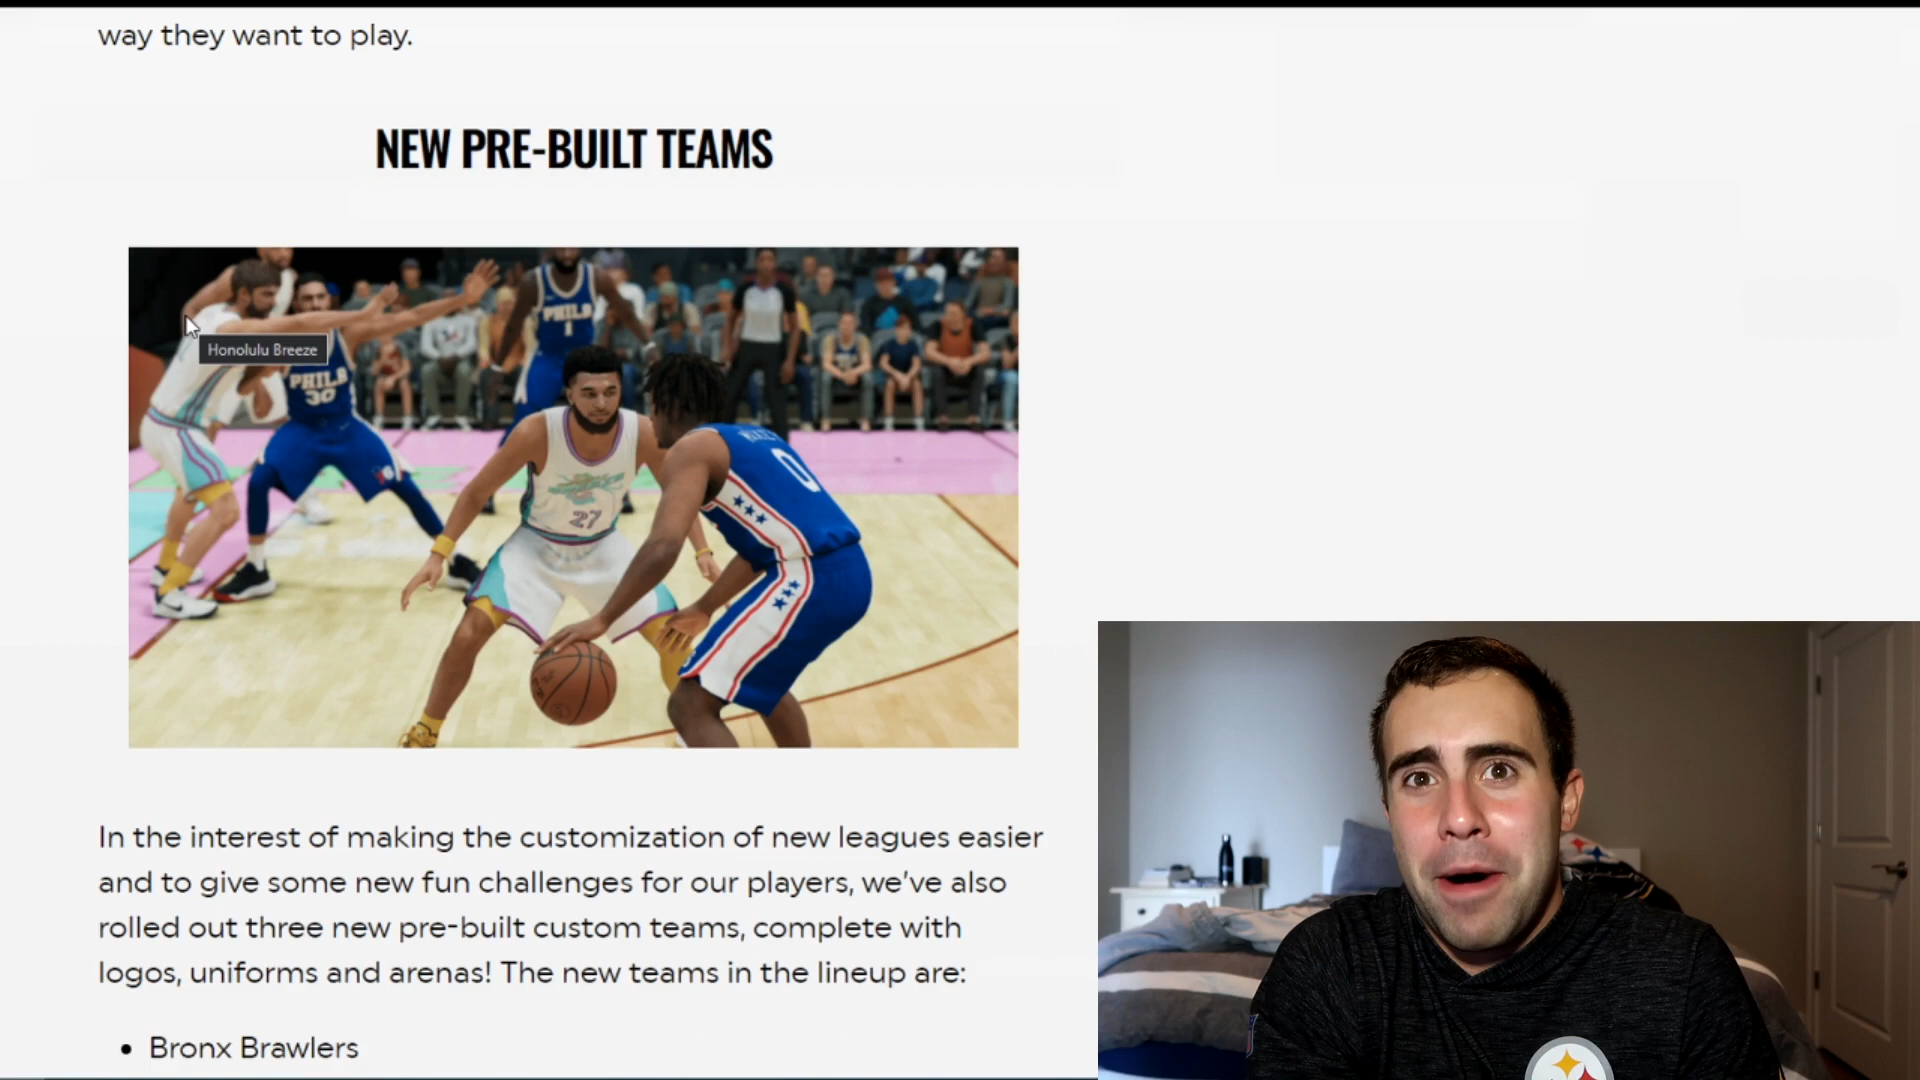 way they want to play.
NEW PRE-BUILT TEAMS
PHILA
1
Honolulu Breeze
PHILA
30
0
27
In the interest of making the customization of new leagues easier
and to give some new fun challenges for our players, we've also
rolled out three new pre-built custom teams, complete with
logos, uniforms and arenas! The new teams in the lineup are:
• Bronx Brawlers